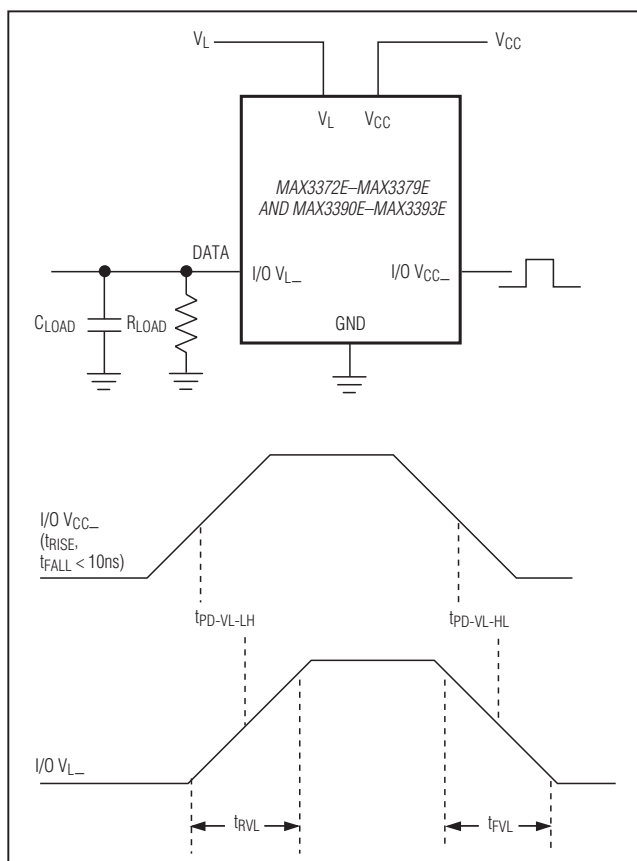 VL VCC
VL VCC
MAX3372E–MAX3379E
AND MAX3390E–MAX3393E
DATA
I/O VL_ I/O VCC_
CLOAD RLOAD
GND
I/O VCC_
(tRISE,
tFALL < 10ns)
tPD-VL-LH tPD-VL-HL
I/O VL_
tRVL tFVL